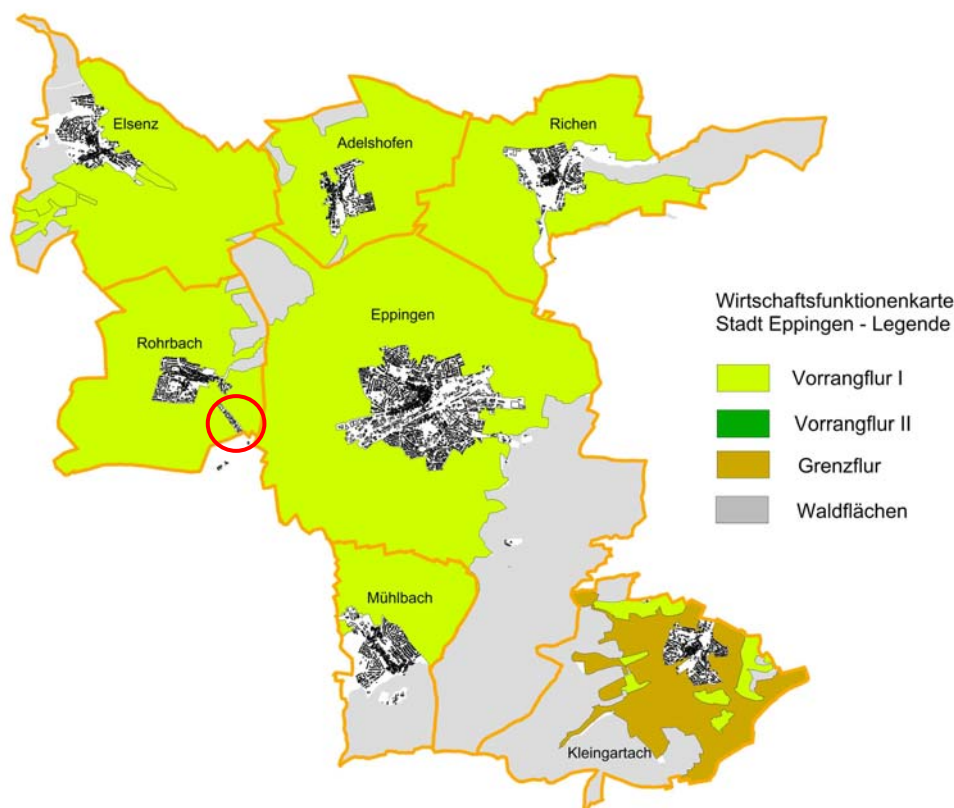 Elsenz
Adelshofen
Richen
Eppingen
Rohrbach
Wirtschaftsfunktionenkarte
Stadt Eppingen - Legende
Vorrangflur I
Vorrangflur II
Grenzflur
Waldflächen
Mühlbach
Kleingartach